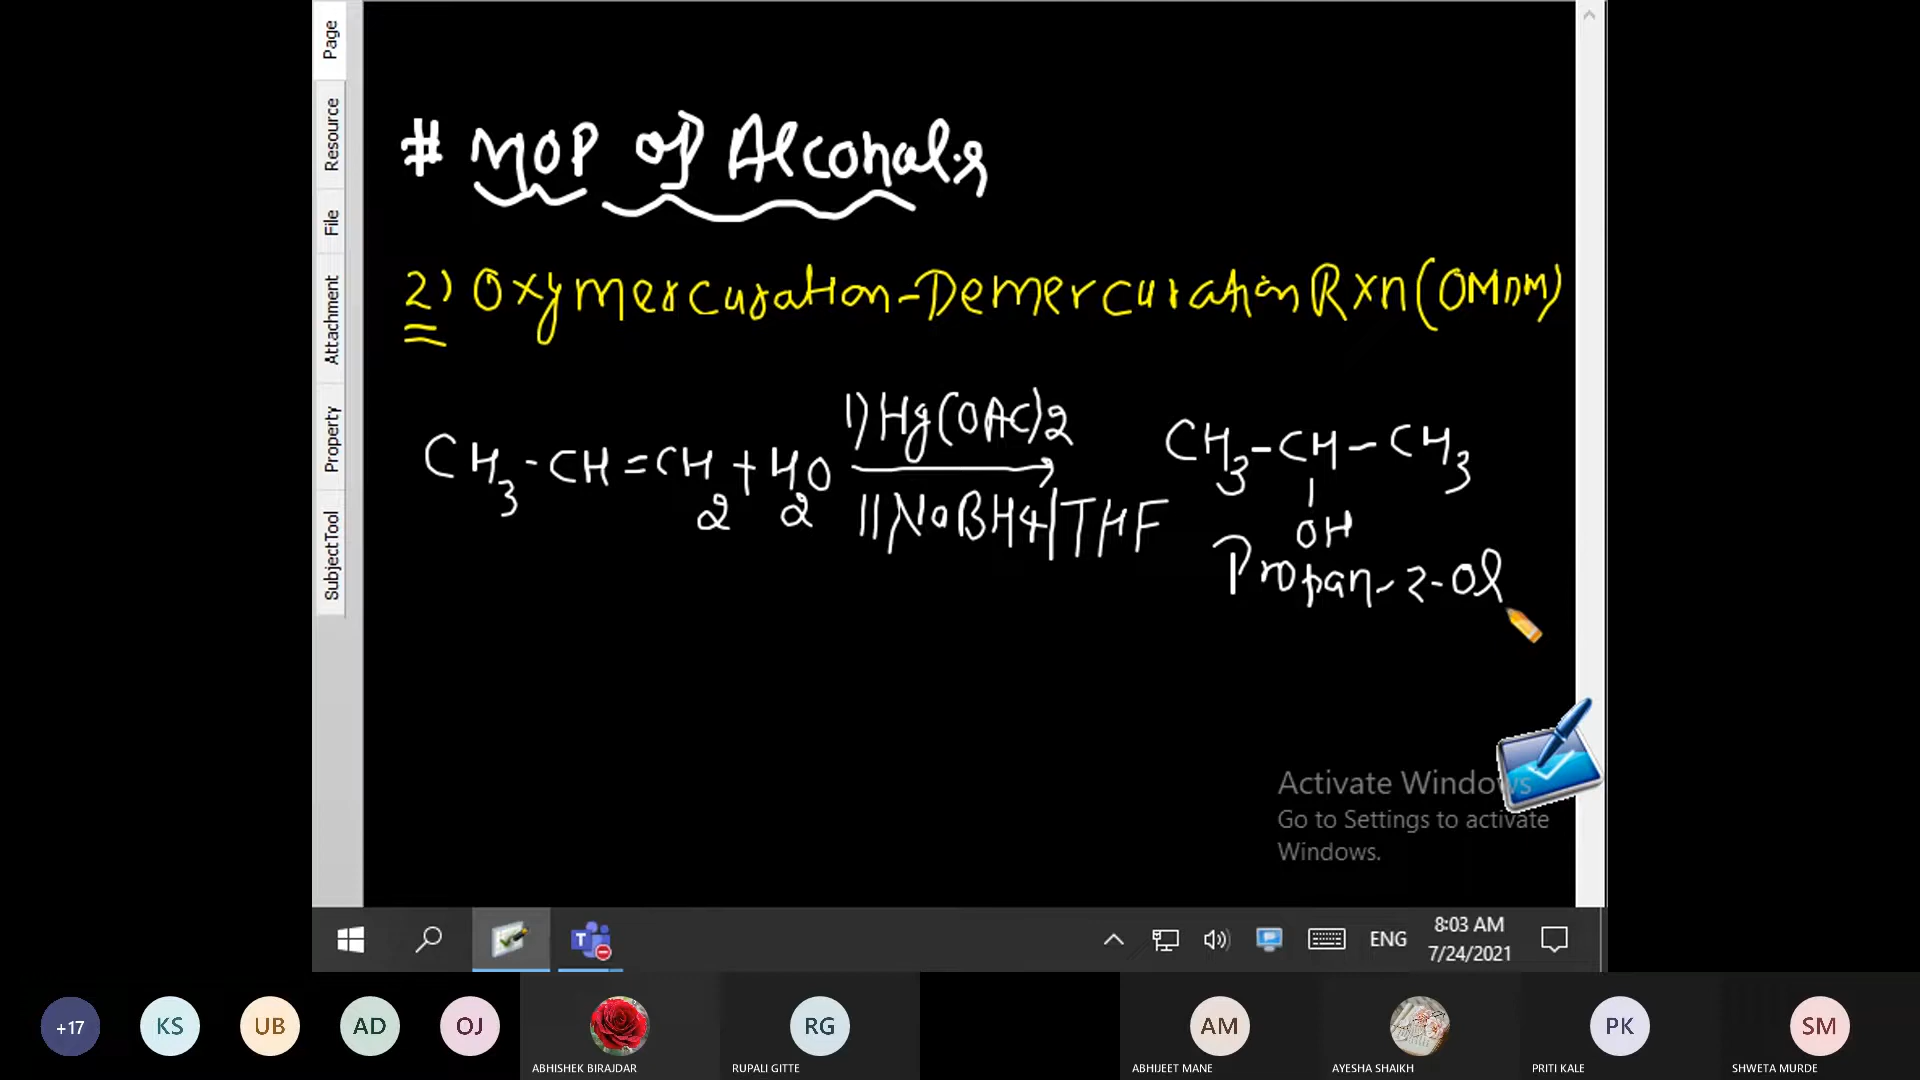 Page
Resource
File
Attachment
Property
SubjectTool
# MOP of Alcohals
2) Oxymercuration-Demercuration Rxn (OMDM)
CH3-CH=CH2+H2O
1) Hg(OAC)2
11) NaBH4/THF
CH3-CH-CH3
OH
Propan-2-Ol
Activate Windows
Go to Settings to activate
Windows.
T
ENG
8:03 AM
7/24/2021
+17
KS
UB
AD
OJ
RG
AM
PK
SM
ABHISHEK BIRAJDAR
RUPALI GITTE
ABHIJEET MANE
AYESHA SHAIKH
PRITI KALE
SHWETA MURDE